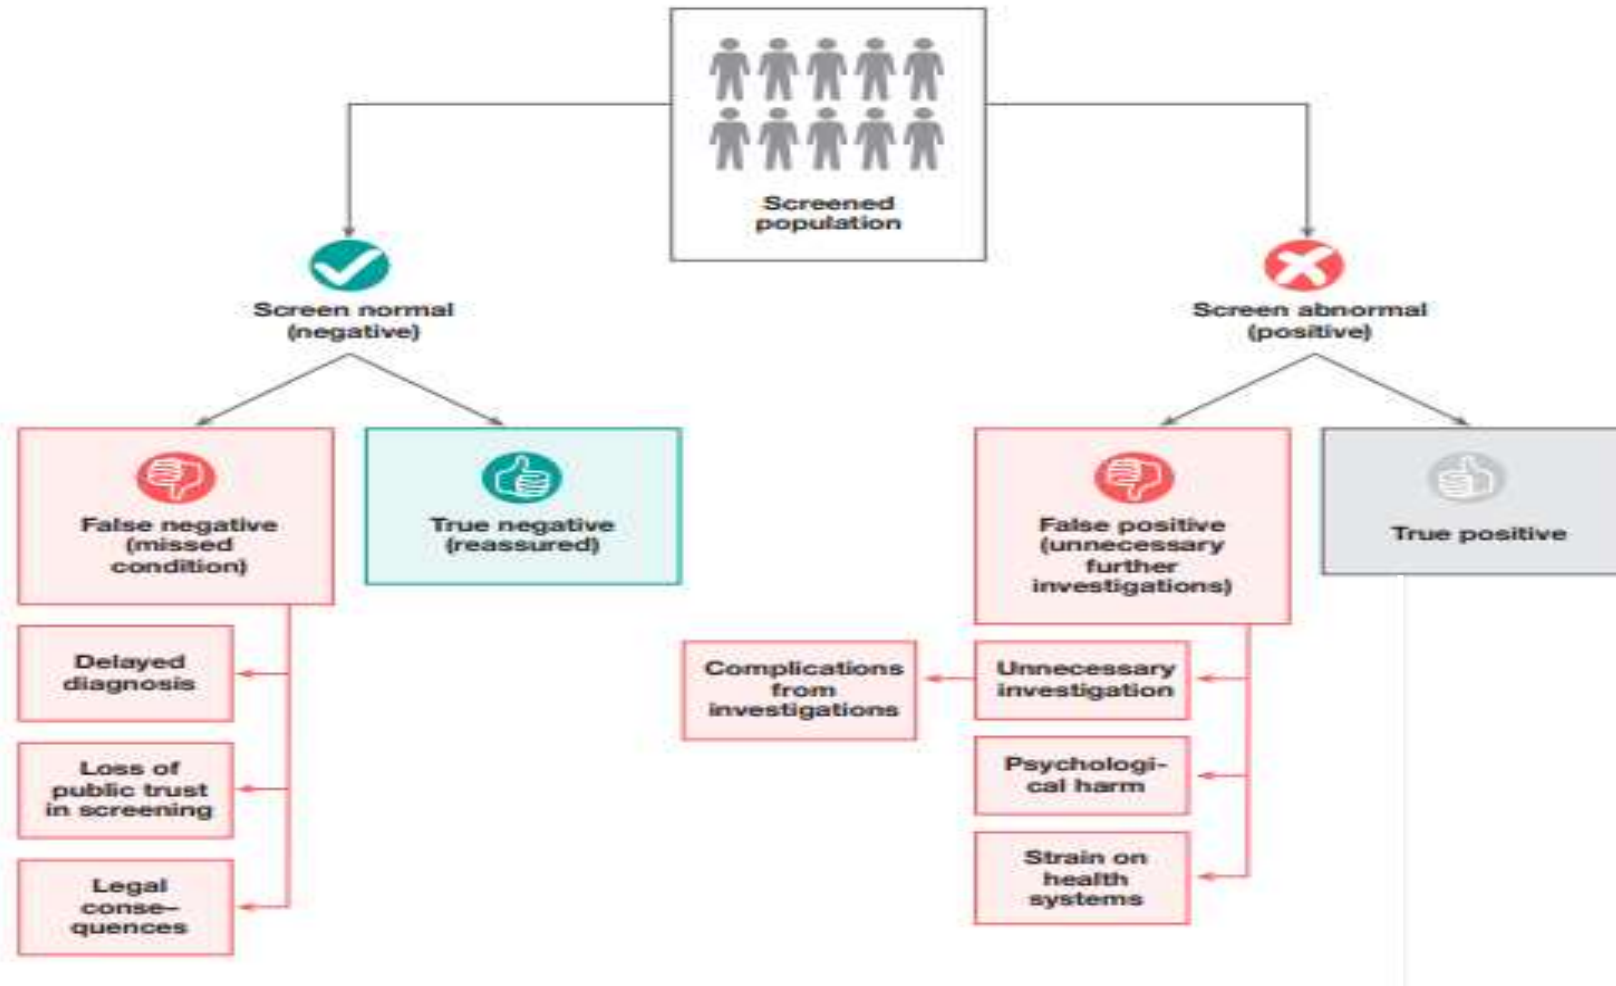 Screened
population
Screen normal
(negative)
Screen abnormal
(positive)
False negative
(missed
condition)
True negative
(reassured)
False positive
(unnecessary
further
investigations)
True positive
Delayed
diagnosis
Loss of
public trust
in screening
Legal
conse–
quences
Complications
from
investigations
Unnecessary
investigation
Psychologi-
cal harm
Strain on
health
systems